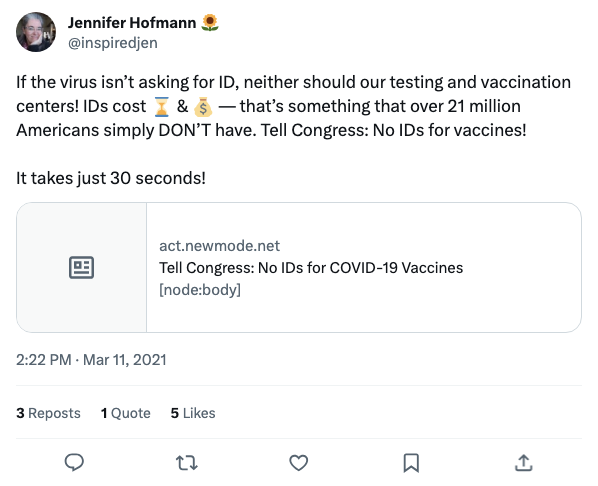 Jennifer Hofmann 🌻
@inspiredjen
If the virus isn’t asking for ID, neither should our testing and vaccination
centers! IDs cost ⏳ & 💰 — that’s something that over 21 million
Americans simply DON’T have. Tell Congress: No IDs for vaccines!
It takes just 30 seconds!
act.newmode.net
Tell Congress: No IDs for COVID-19 Vaccines
[node:body]
2:22 PM · Mar 11, 2021
3 Reposts 1 Quote 5 Likes